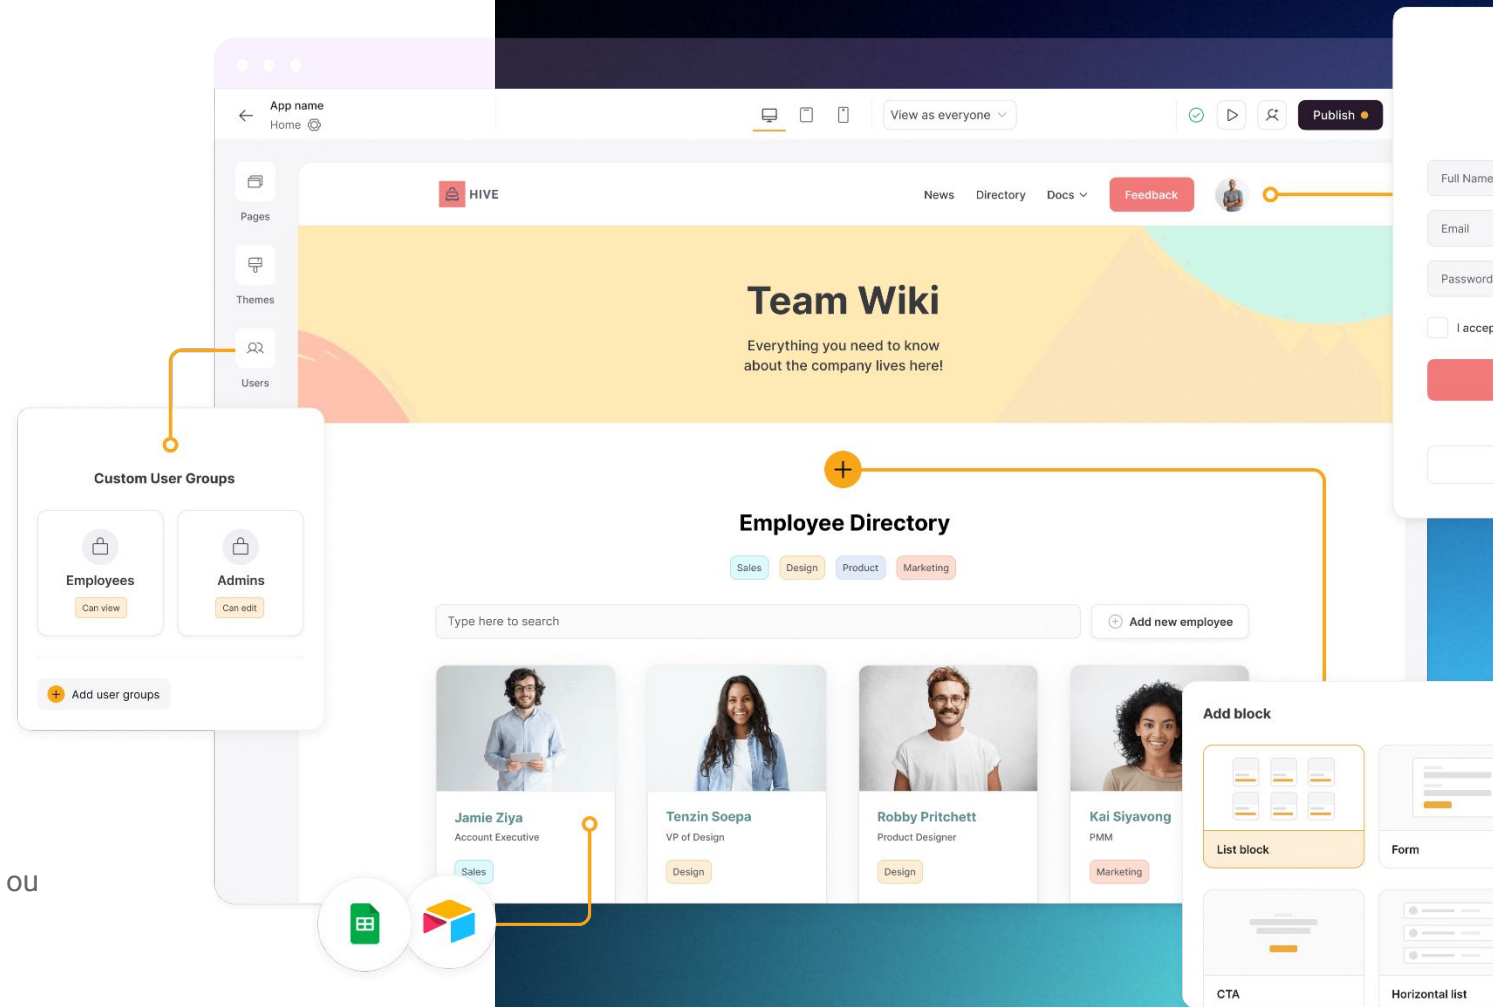 App name
Home
View as everyone
Publish
Pages
Themes
Users
HIVE
News
Directory
Docs
Feedback
Team Wiki
Everything you need to know
about the company lives here!
Full Name
Email
Password
I accep
Custom User Groups
Employees
Can view
Admins
Can edit
Add user groups
Employee Directory
Sales
Design
Product
Marketing
Type here to search
Add new employee
Jamie Ziya
Account Executive
Sales
Tenzin Soepa
VP of Design
Design
Robby Pritchett
Product Designer
Design
Kai Siyavong
PMM
Marketing
Add block
List block
Form
CTA
Horizontal list
ou